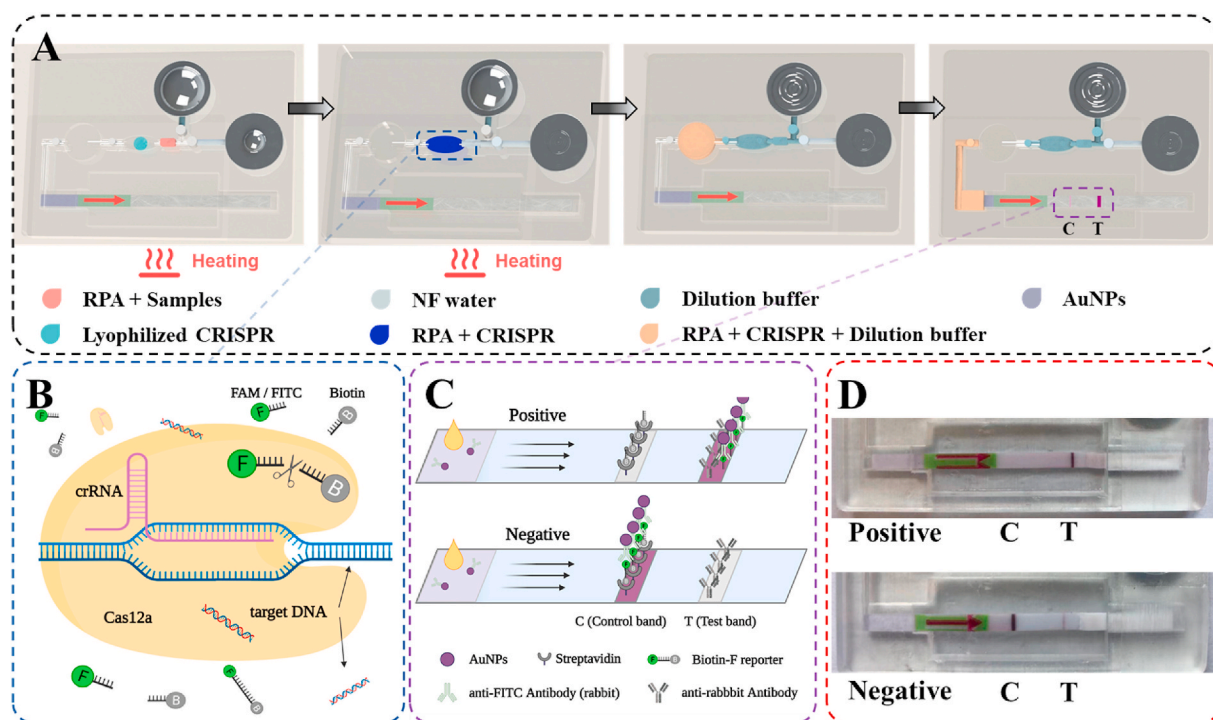 A
C T
Heating Heating
RPA + Samples NF water Dilution buffer AuNPs
Lyophilized CRISPR RPA + CRISPR RPA + CRISPR + Dilution buffer
B
FAM / FITC Biotin
F
B
F
B
F
B
crRNA
Cas12a target DNA
F
B
F
B
C
Positive
Negative
C (Control band) T (Test band)
AuNPs Streptavidin F B Biotin-F reporter
anti-FITC Antibody (rabbit) anti-rabbbit Antibody
D
Positive C T
Negative C T